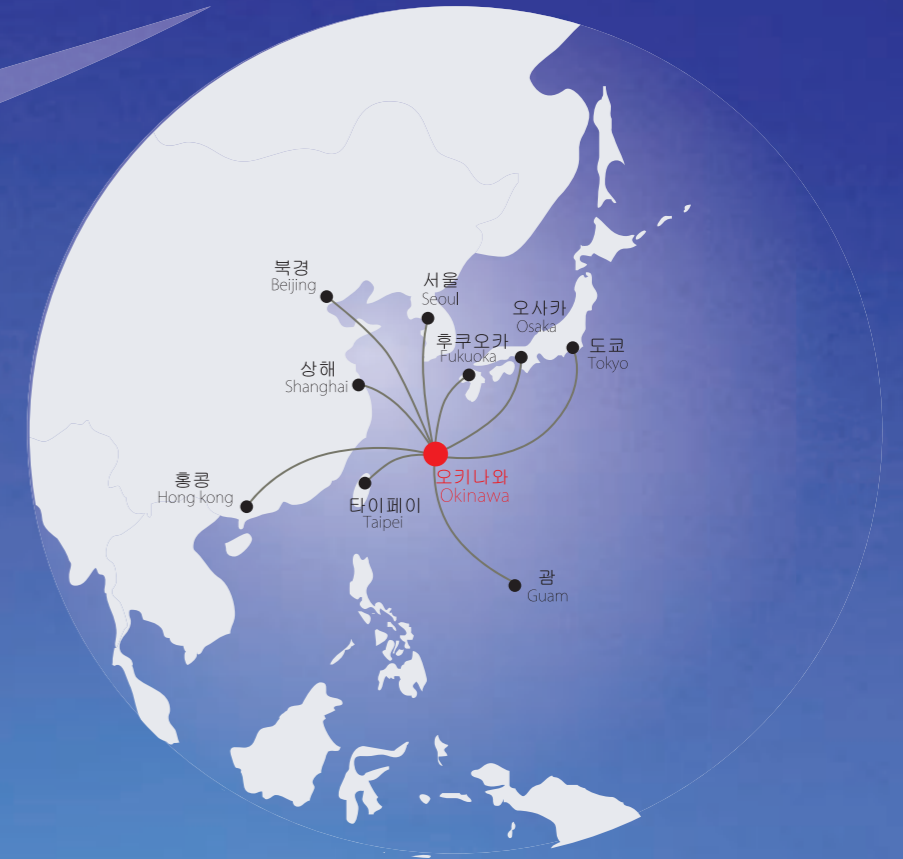 북경
Beijing
서울
Seoul
오사카
Osaka
후쿠오카
Fukuoka
도쿄
Tokyo
상해
Shanghai
홍콩
Hong kong
오키나와
Okinawa
타이페이
Taipei
괌
Guam